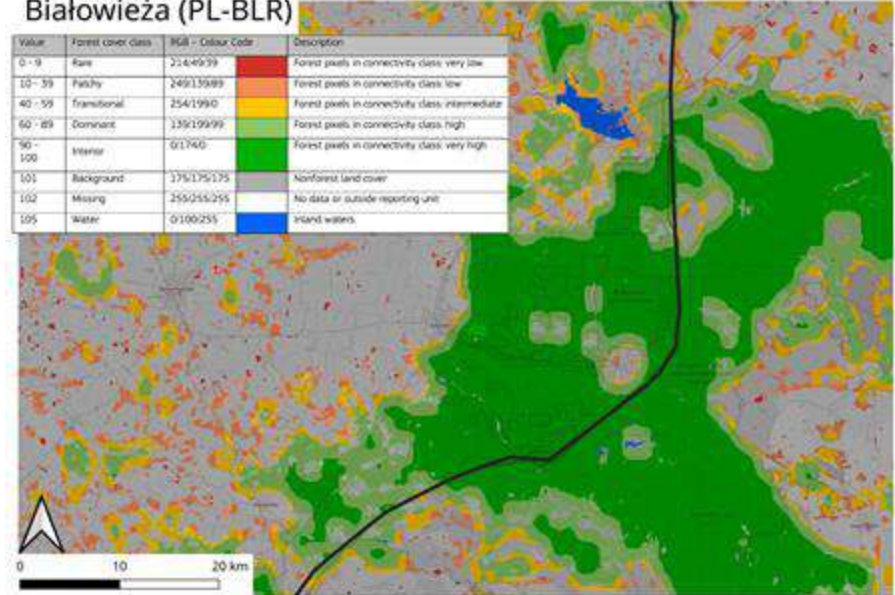 Białowieża (PL-BLR)
Value Forest cover class RGB - Colour Code Description
0 - 9 Rare 214/49/39 Forest pixels in connectivity class: very low
10 - 39 Patchy 249/139/89 Forest pixels in connectivity class: low
40 - 59 Transitional 254/199/0 Forest pixels in connectivity class: intermediate
60 - 89 Dominant 139/199/99 Forest pixels in connectivity class: high
90 - 100 Interior 0/174/0 Forest pixels in connectivity class: very high
101 Background 175/175/175 Nonforest land cover
102 Missing 255/255/255 No data or outside reporting unit
105 Water 0/100/255 Inland waters
0 10 20 km